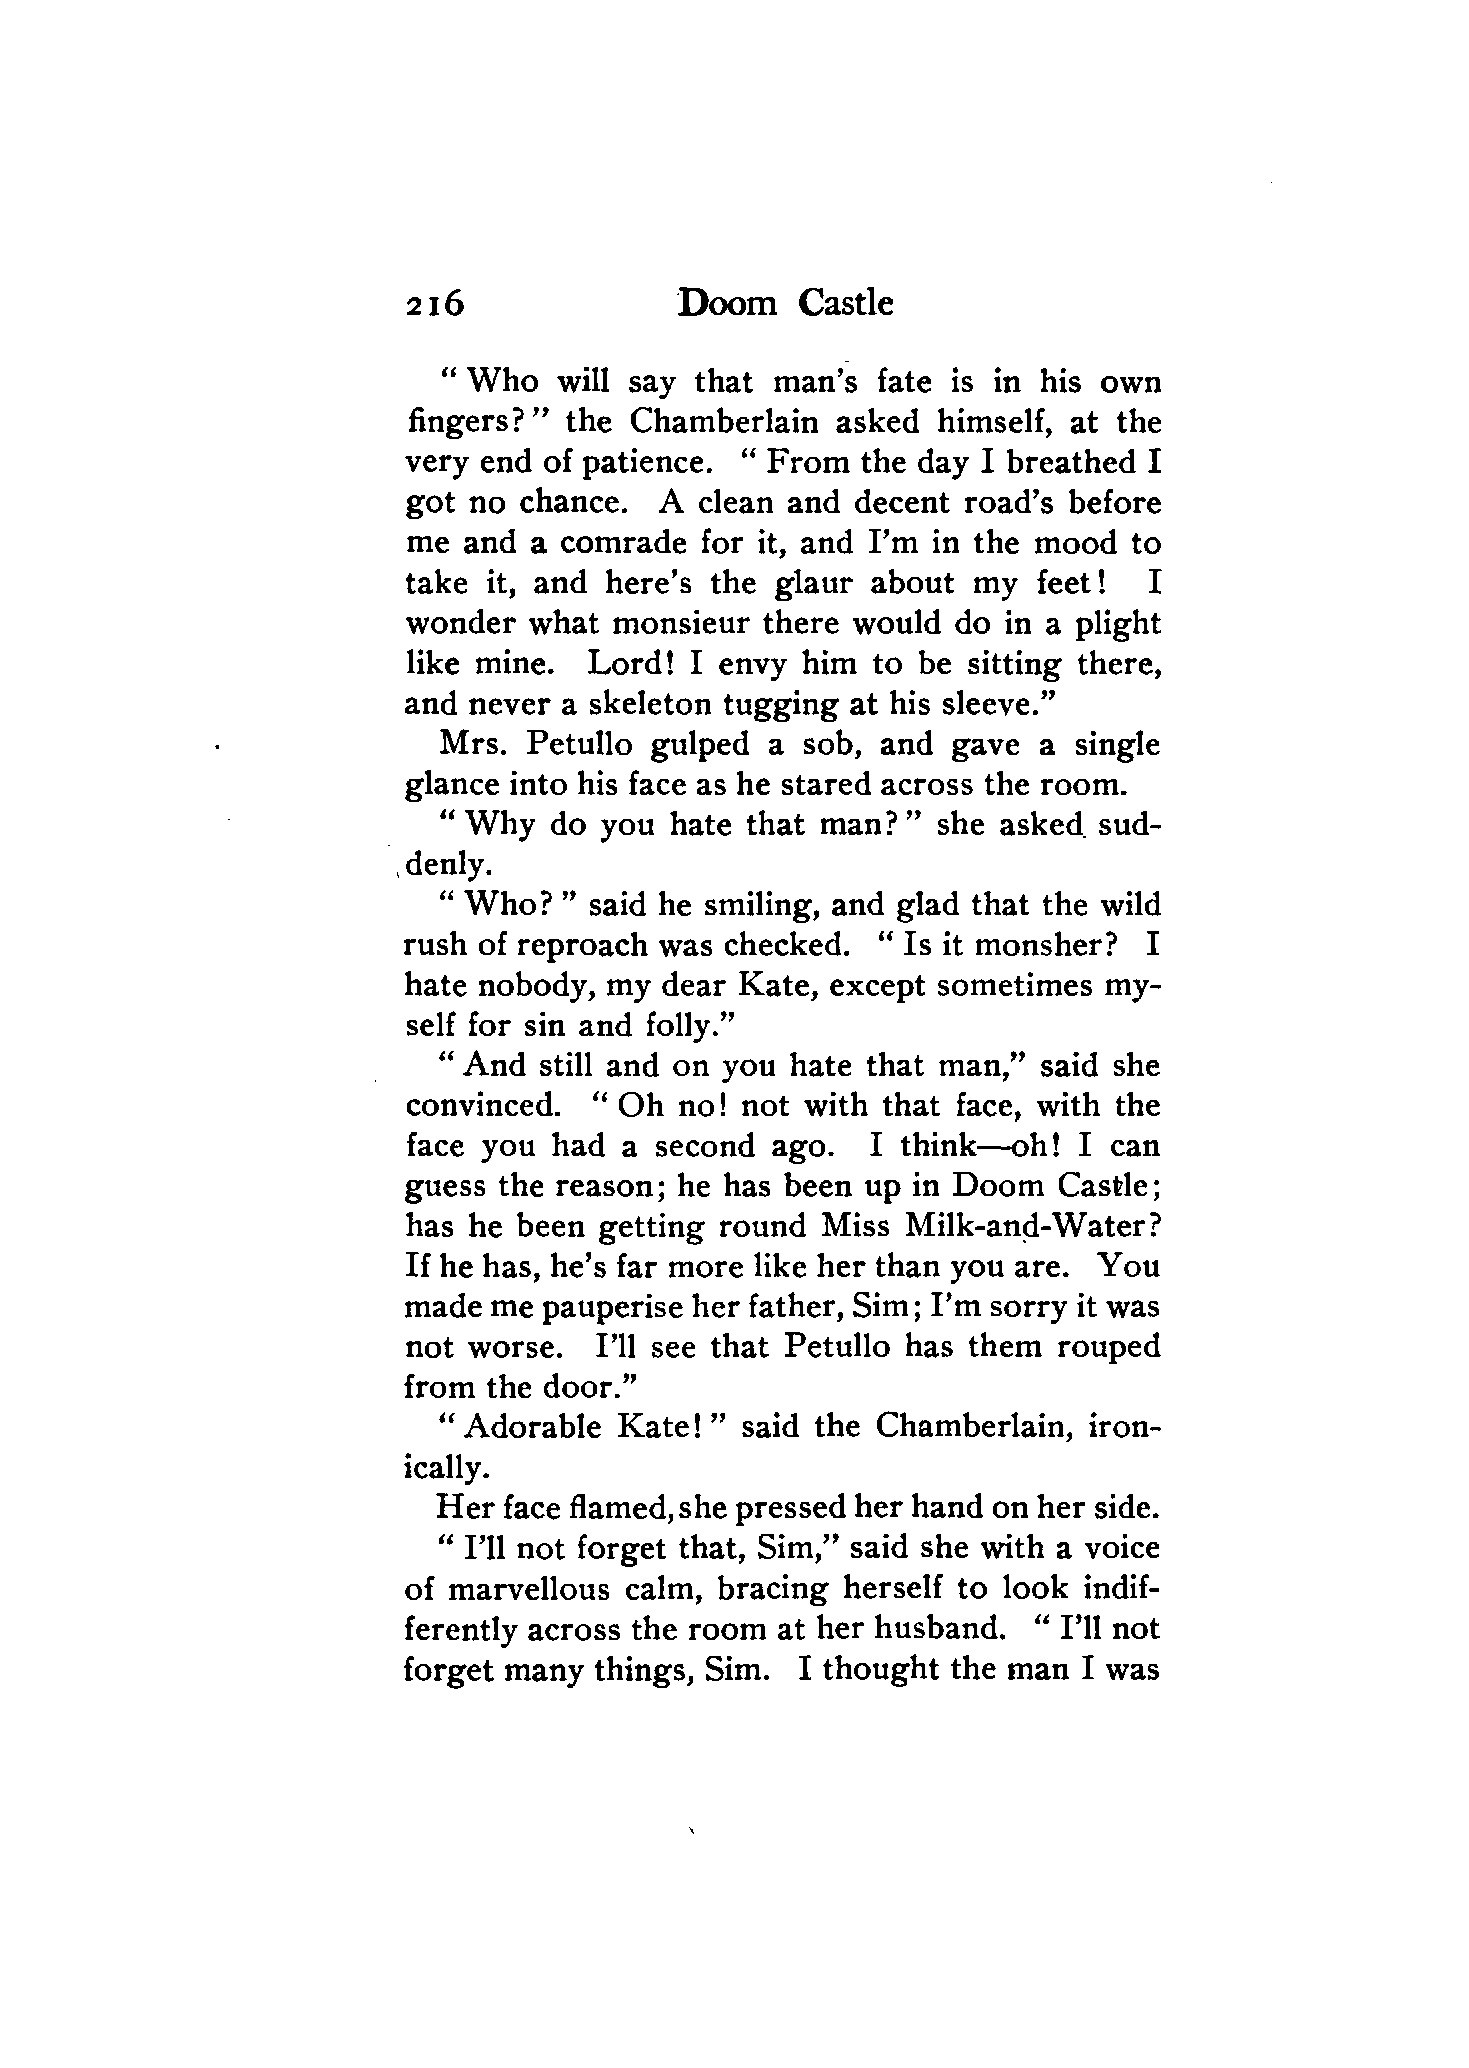 216 Doom Castle
" Who will say that man's fate is in his own
fingers?" the Chamberlain asked himself, at the
very end of patience. " From the day I breathed I
got no chance. A clean and decent road's before
me and a comrade for it, and I'm in the mood to
take it, and here's the glaur about my feet! I
wonder what monsieur there would do in a plight
like mine. Lord! I envy him to be sitting there,
and never a skeleton tugging at his sleeve."
Mrs. Petullo gulped a sob, and gave a single
glance into his face as he stared across the room.
" Why do you hate that man?" she asked sud-
denly.
" Who? " said he smiling, and glad that the wild
rush of reproach was checked. " Is it monsher? I
hate nobody, my dear Kate, except sometimes my-
self for sin and folly."
" And still and on you hate that man," said she
convinced. " Oh no! not with that face, with the
face you had a second ago. I think—oh! I can
guess the reason; he has been up in Doom Castle;
has he been getting round Miss Milk-and-Water?
If he has, he's far more like her than you are. You
made me pauperise her father, Sim; I'm sorry it was
not worse. I'll see that Petullo has them rouped
from the door."
" Adorable Kate! " said the Chamberlain, iron-
ically.
Her face flamed, she pressed her hand on her side.
" I'll not forget that, Sim," said she with a voice
of marvellous calm, bracing herself to look indif-
ferently across the room at her husband. " I'll not
forget many things, Sim. I thought the man I was